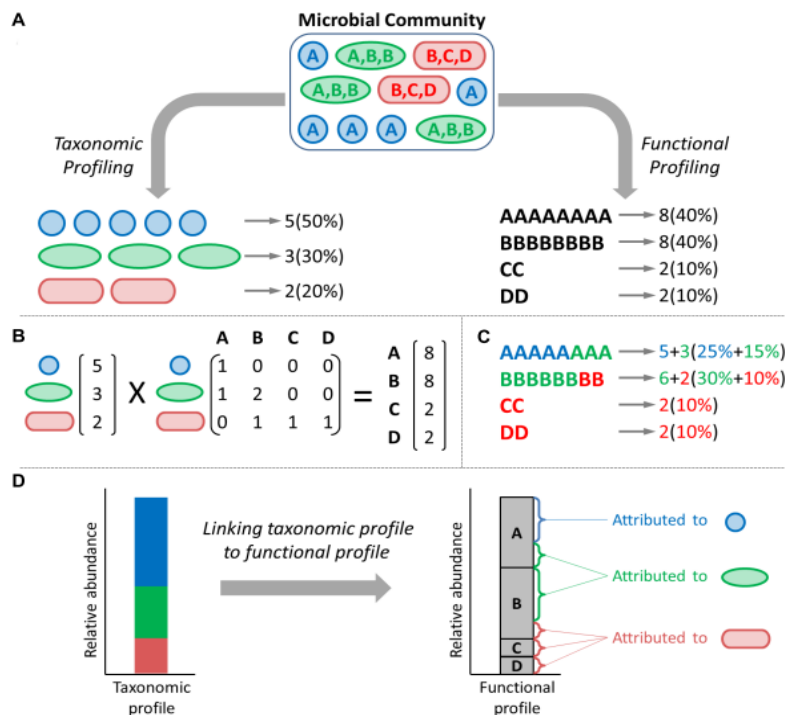 A
Microbial Community
A A,B,B B,C,D
A,B,B B,C,D A
A A A A,B,B
Taxonomic
Profiling
Functional
Profiling
5(50%)
3(30%)
2(20%)
AAAAAAAA 8(40%)
BBBBBBBB 8(40%)
CC 2(10%)
DD 2(10%)
B
A B C D
5 1 0 0 0
3 X 1 2 0 0 =
2 0 1 1 1
A 8
B 8
C 2
D 2
C
AAAAAAAA 5+3(25%+15%)
BBBBBBBB 6+2(30%+10%)
CC 2(10%)
DD 2(10%)
D
Relative abundance
Taxonomic
profile
Linking taxonomic profile
to functional profile
Relative abundance
A
B
C
D
Functional
profile
Attributed to
Attributed to
Attributed to